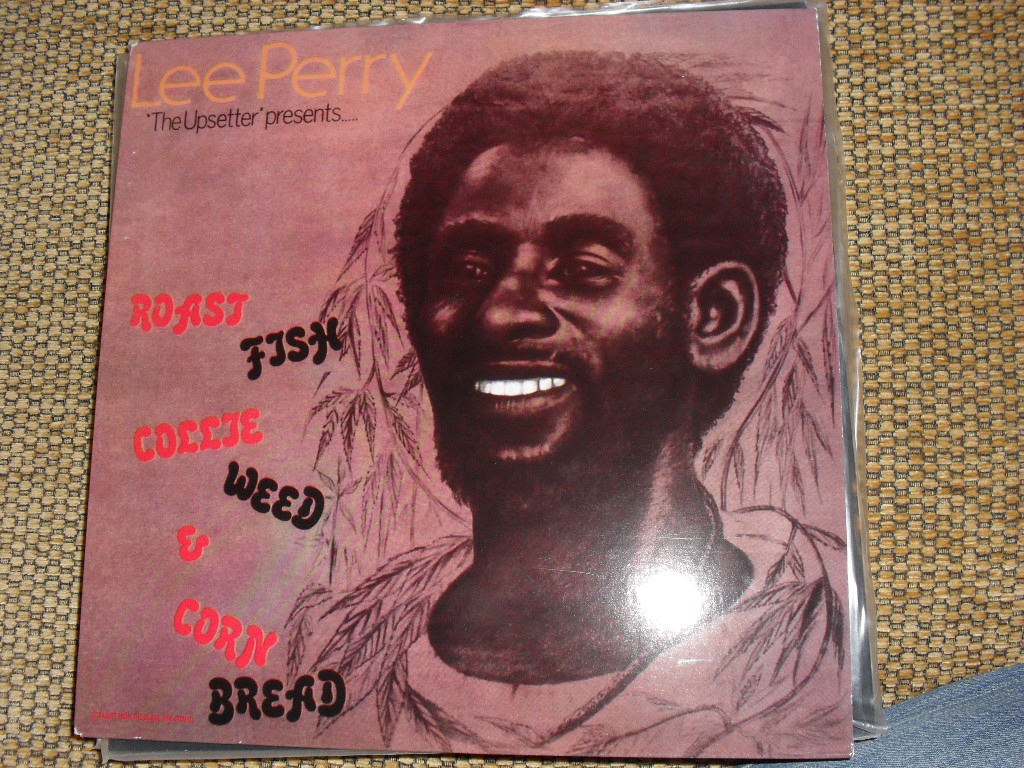 Lee Perry
"The Upsetter" presents.....
ROAST
FISH
COLLIE
WEED
&
CORN
BREAD